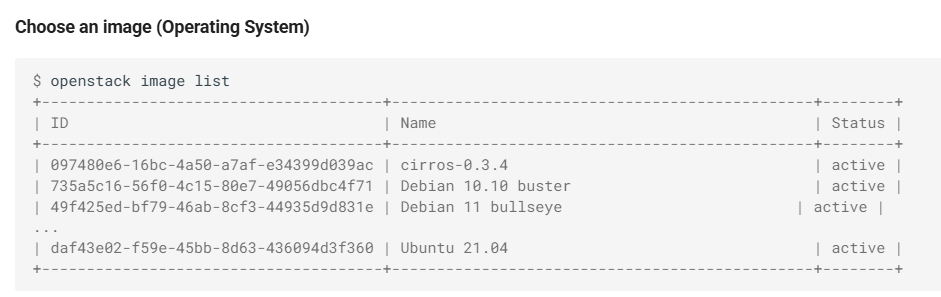 Choose an image (Operating System)
$ openstack image list
+--------------------------------------+-----------------------------------------------+--------+
| ID                                   | Name                                          | Status |
+--------------------------------------+-----------------------------------------------+--------+
| 097480e6-16bc-4a50-a7af-e34399d039ac | cirros-0.3.4                                  | active |
| 735a5c16-56f0-4c15-80e7-49056dbc4f71 | Debian 10.10 buster                           | active |
| 49f425ed-bf79-46ab-8cf3-44935d9d831e | Debian 11 bullseye                          | active |
...
| daf43e02-f59e-45bb-8d63-436094d3f360 | Ubuntu 21.04                                  | active |
+--------------------------------------+-----------------------------------------------+--------+